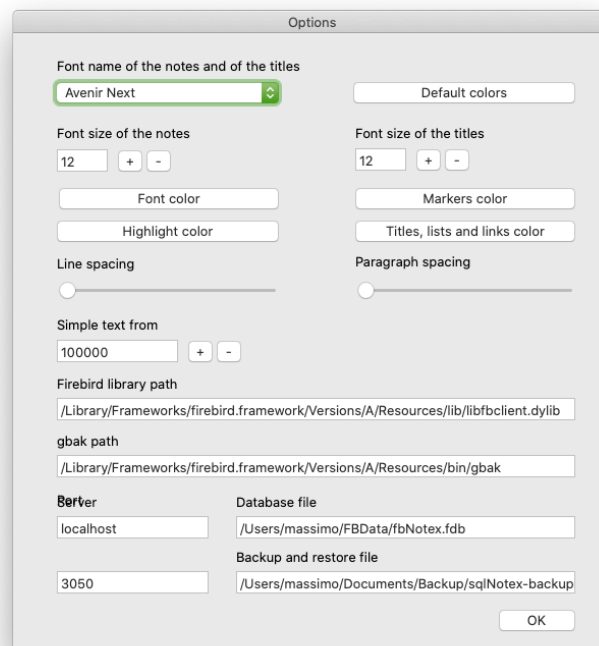 Options
Font name of the notes and of the titles
Avenir Next
Default colors
Font size of the notes
Font size of the titles
12
+
-
12
+
-
Font color
Markers color
Highlight color
Titles, lists and links color
Line spacing
Paragraph spacing
Simple text from
100000
+
-
Firebird library path
/Library/Frameworks/firebird.framework/Versions/A/Resources/lib/libfbclient.dylib
gbak path
/Library/Frameworks/firebird.framework/Versions/A/Resources/bin/gbak
Port
Server
Database file
localhost
/Users/massimo/FBData/fbNotex.fdb
Backup and restore file
3050
/Users/massimo/Documents/Backup/sqlNotex-backup
OK